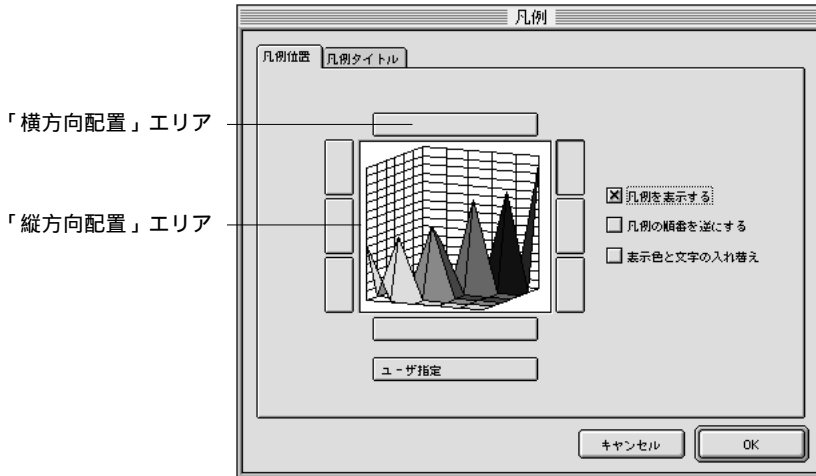 凡例
凡例位置
凡例タイトル
「横方向配置」エリア
「縦方向配置」エリア
凡例を表示する
凡例の順番を逆にする
表示色と文字の入れ替え
ユーザ指定
キャンセル
OK